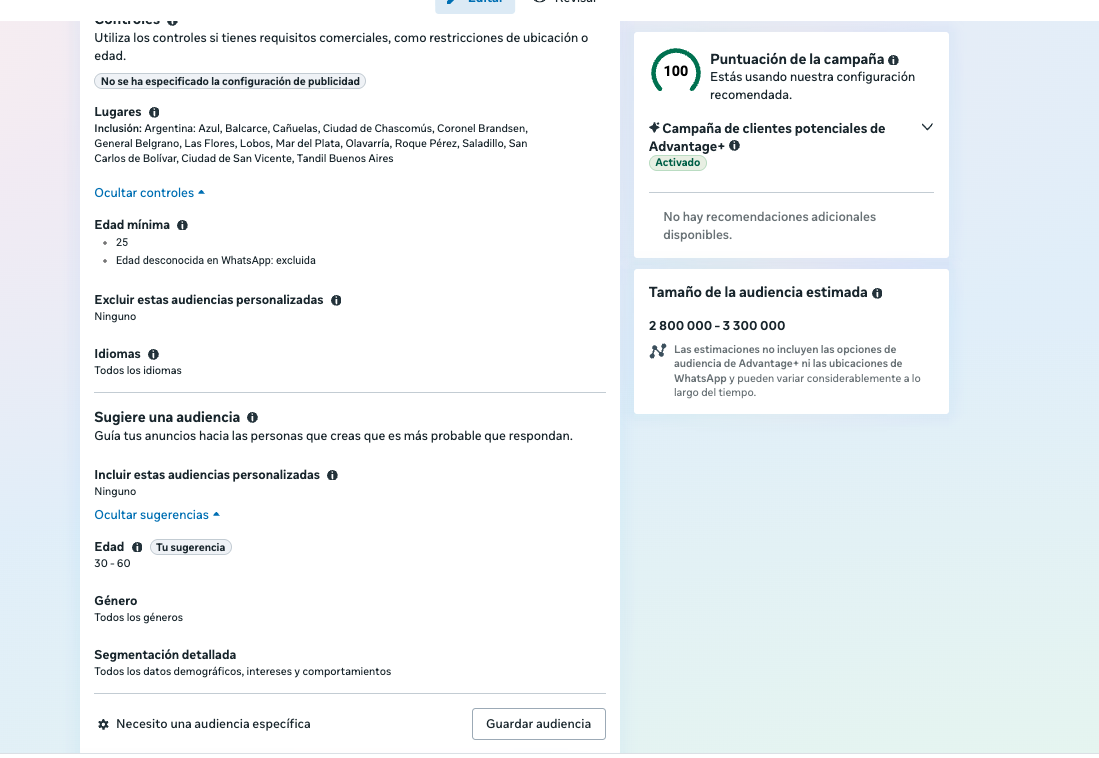 Editar
Revisar
Controles
Utiliza los controles si tienes requisitos comerciales, como restricciones de ubicación o
edad.
No se ha especificado la configuración de publicidad
Lugares
Inclusión: Argentina: Azul, Balcarce, Cañuelas, Ciudad de Chascomús, Coronel Brandsen,
General Belgrano, Las Flores, Lobos, Mar del Plata, Olavarría, Roque Pérez, Saladillo, San
Carlos de Bolívar, Ciudad de San Vicente, Tandil Buenos Aires
Ocultar controles
Edad mínima
25
Edad desconocida en WhatsApp: excluida
Excluir estas audiencias personalizadas
Ninguno
Idiomas
Todos los idiomas
Sugiere una audiencia
Guía tus anuncios hacia las personas que creas que es más probable que respondan.
Incluir estas audiencias personalizadas
Ninguno
Ocultar sugerencias
Edad Tu sugerencia
30 - 60
Género
Todos los géneros
Segmentación detallada
Todos los datos demográficos, intereses y comportamientos
Necesito una audiencia específica
Guardar audiencia
100
Puntuación de la campaña
Estás usando nuestra configuración
recomendada.
Campaña de clientes potenciales de
Advantage+
Activado
No hay recomendaciones adicionales
disponibles.
Tamaño de la audiencia estimada
2 800 000 - 3 300 000
Las estimaciones no incluyen las opciones de
audiencia de Advantage+ ni las ubicaciones de
WhatsApp y pueden variar considerablemente a lo
largo del tiempo.